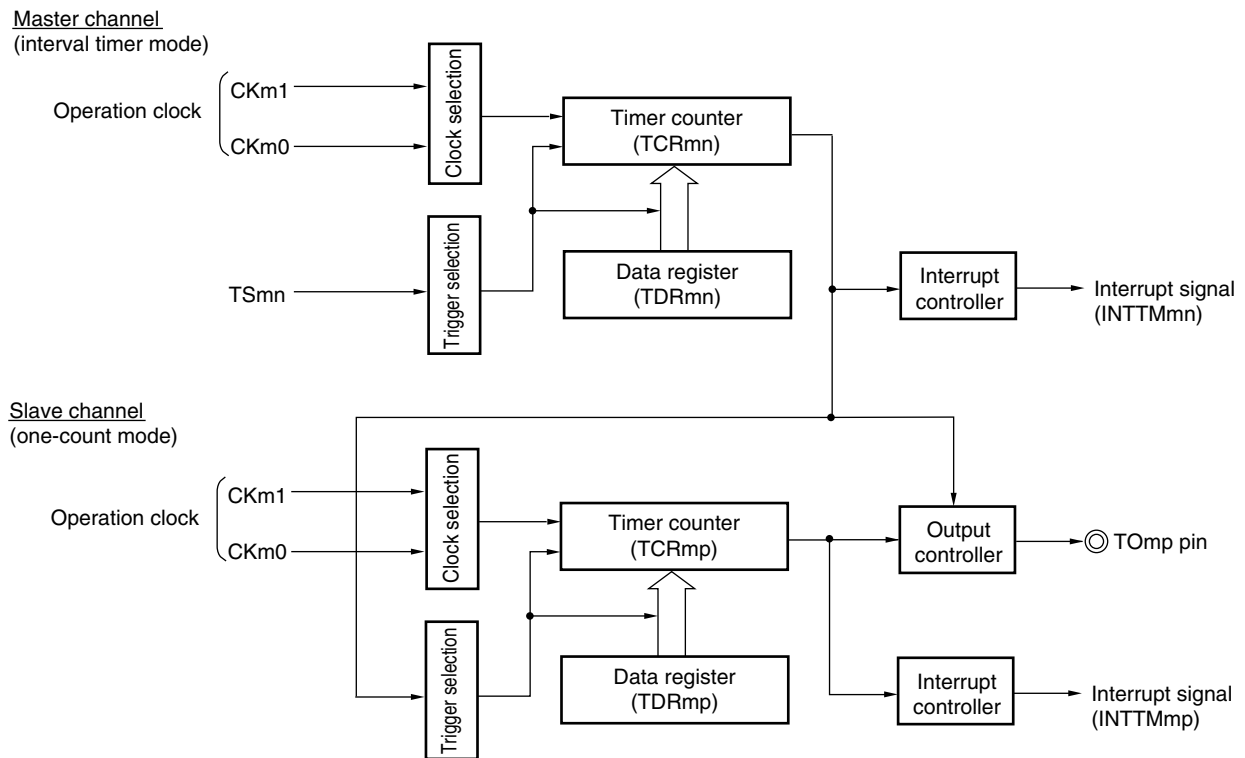 Master channel
(interval timer mode)
Operation clock
CKm1
CKm0
Clock selection
Timer counter
(TCRmn)
TSmn
Trigger selection
Data register
(TDRmn)
Interrupt
controller
Interrupt signal
(INTTMmn)
Slave channel
(one-count mode)
Operation clock
CKm1
CKm0
Clock selection
Timer counter
(TCRmp)
Output
controller
TOmp pin
Trigger selection
Data register
(TDRmp)
Interrupt
controller
Interrupt signal
(INTTMmp)